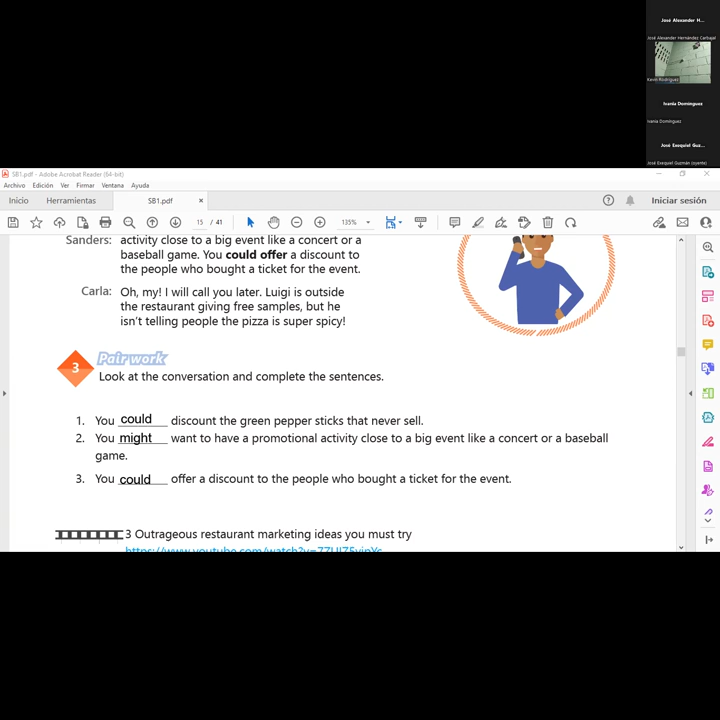 José Alexander H...
José Alexander Hernández Carbajal
Kevin Rodriguez
Ivania Dominguez
Ivania Dominguez
José Exequiel Guz...
José Exequiel Guzmán (oyente)
SB1.pdf - Adobe Acrobat Reader (64-bit)
Archivo Edición Ver Firmar Ventana Ayuda
Inicio Herramientas SB1.pdf × Iniciar sesión
15 / 41 135%
Sanders: activity close to a big event like a concert or a
baseball game. You could offer a discount to
the people who bought a ticket for the event.
Carla: Oh, my! I will call you later. Luigi is outside
the restaurant giving free samples, but he
isn't telling people the pizza is super spicy!
3 Pair work
Look at the conversation and complete the sentences.
1. You could discount the green pepper sticks that never sell.
2. You might want to have a promotional activity close to a big event like a concert or a baseball
game.
3. You could offer a discount to the people who bought a ticket for the event.
3 Outrageous restaurant marketing ideas you must try